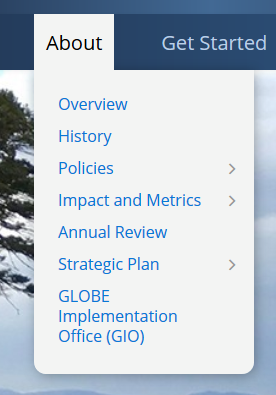 About Get Started
Overview
History
Policies
Impact and Metrics
Annual Review
Strategic Plan
GLOBE
Implementation
Office (GIO)